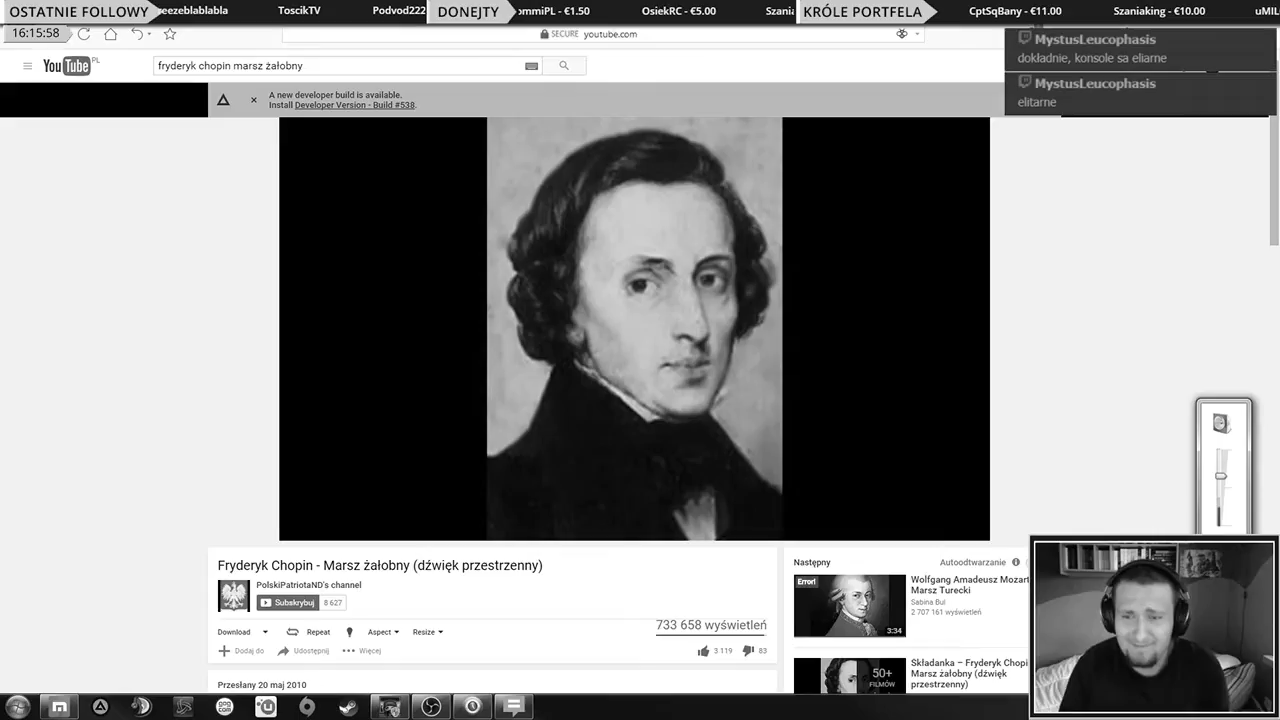 OSTATNIE FOLLOWY
eezeblablabla
ToscikTV
Podvod222
DONEJTY
ommiPL - €1.50
OsiekRC - €5.00
Szani
KRÓLE PORTFELA
CptSqBany - €11.00
Szaniaking - €10.00
uMIL
16:15:58
SECURE youtube.com
MystusLeucophasis
dokładnie, konsole sa eliarne
MystusLeucophasis
elitarne
YouTube PL
fryderyk chopin marsz żałobny
A new developer build is available.
Install Developer Version - Build #538.
Fryderyk Chopin - Marsz żałobny (dźwięk przestrzenny)
PolskiPatriotaND's channel
Subskrybuj 8 627
Download
Repeat
Aspect
Resize
733 658 wyświetleń
Dodaj do
Udostępnij
Więcej
3 119
83
Przesłany 20 maj 2010
Następny
Autoodtwarzanie
Error!
3:34
Wolfgang Amadeusz Mozart
Marsz Turecki
Sabina Bul
2 707 161 wyświetleń
50+
FILMÓW
Składanka – Fryderyk Chopi
Marsz żałobny (dźwięk
przestrzenny)